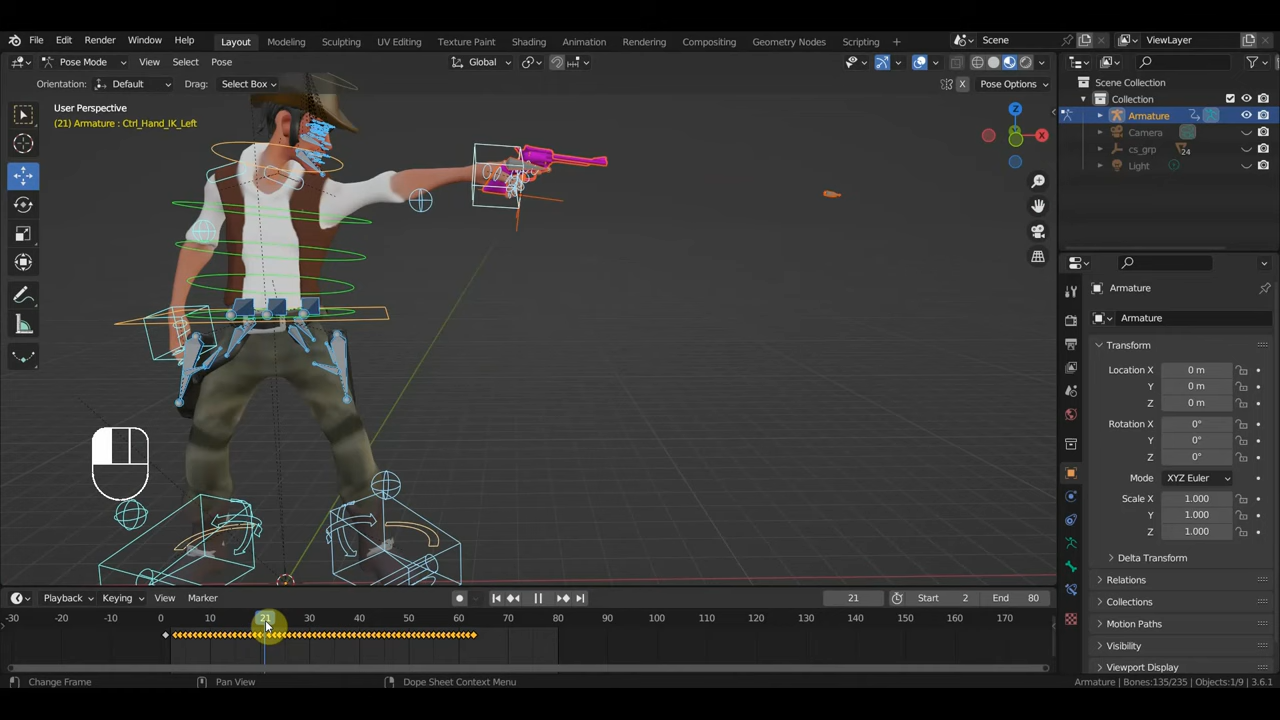 File Edit Render Window Help Layout Modeling Sculpting UV Editing Texture Paint Shading Animation Rendering Compositing Geometry Nodes Scripting + Scene ViewLayer
Pose Mode View Select Pose Global
Orientation: Default Drag: Select Box X Pose Options
User Perspective
(21) Armature : Ctrl_Hand_IK_Left
Z
X
Scene Collection
Collection
Armature
Camera
cs_grp 24
Light
Armature
Armature
Transform
Location X 0 m
Y 0 m
Z 0 m
Rotation X 0°
Y 0°
Z 0°
Mode XYZ Euler
Scale X 1.000
Y 1.000
Z 1.000
Delta Transform
Relations
Collections
Motion Paths
Visibility
Viewport Display
Playback Keying View Marker 21 Start 2 End 80
-30 -20 -10 0 10 21 30 40 50 60 70 80 90 100 110 120 130 140 150 160 170 180
Change Frame Pan View Dope Sheet Context Menu Armature | Bones:135/235 | Objects:1/9 | 3.6.1